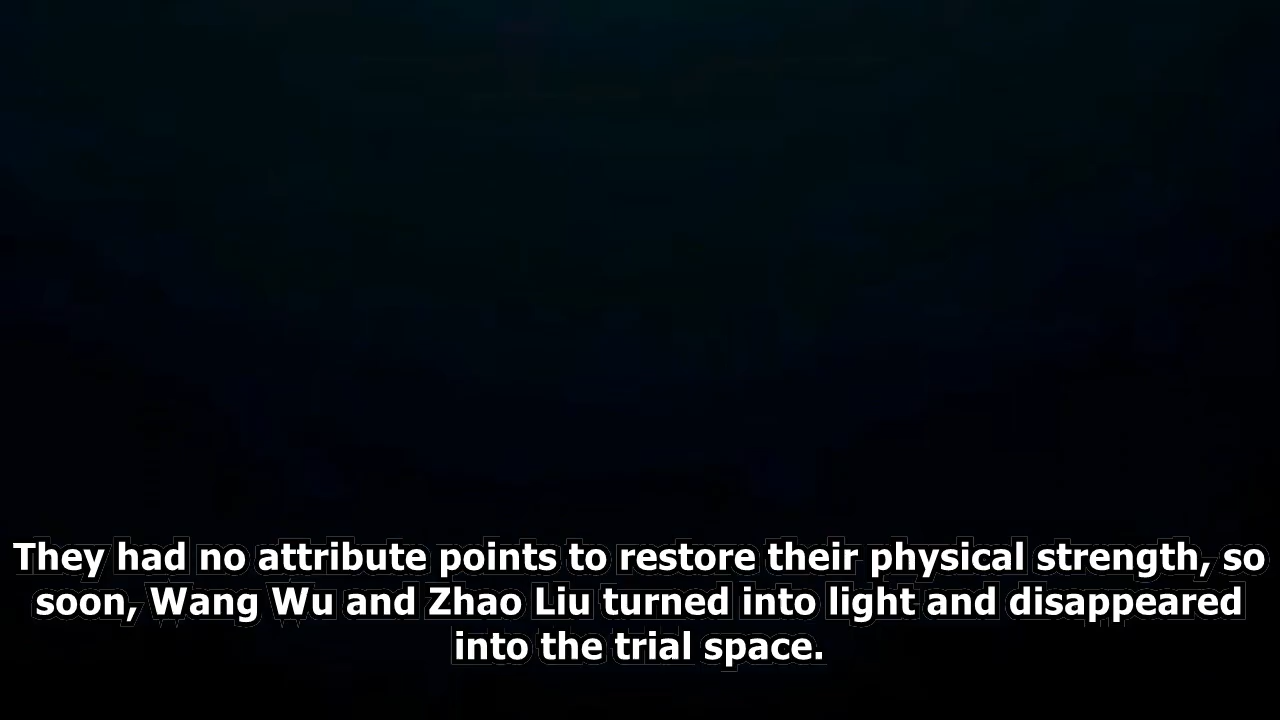 They had no attribute points to restore their physical strength, so
soon, Wang Wu and Zhao Liu turned into light and disappeared
into the trial space.